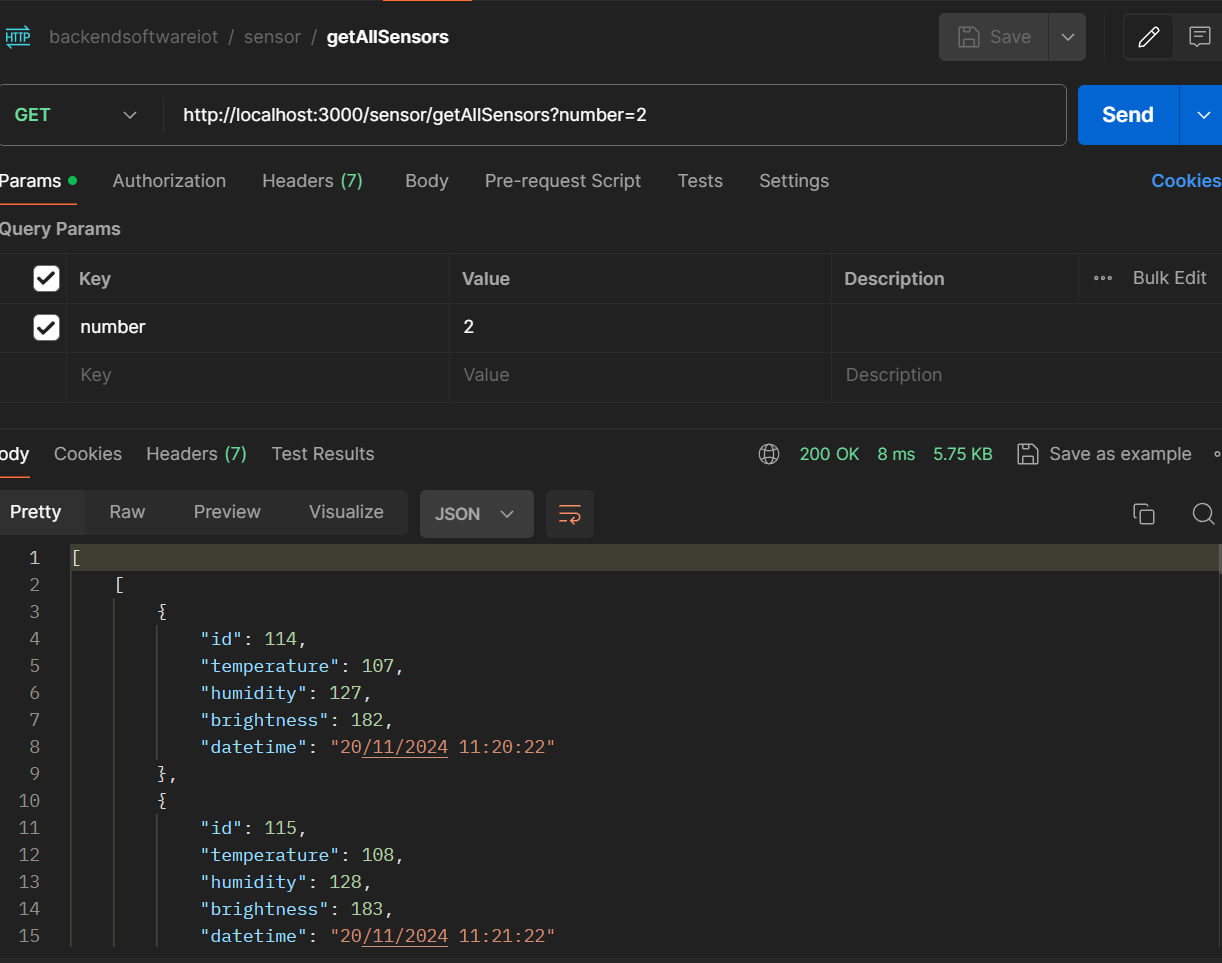 HTTP backendsoftwareiot / sensor / getAllSensors Save
GET http://localhost:3000/sensor/getAllSensors?number=2 Send
Params Authorization Headers (7) Body Pre-request Script Tests Settings Cookies
Query Params
Key Value Description Bulk Edit
number 2
Key Value Description
ody Cookies Headers (7) Test Results 200 OK 8 ms 5.75 KB Save as example
Pretty Raw Preview Visualize JSON
1 [
2 [
3 {
4 "id": 114,
5 "temperature": 107,
6 "humidity": 127,
7 "brightness": 182,
8 "datetime": "20/11/2024 11:20:22"
9 },
10 {
11 "id": 115,
12 "temperature": 108,
13 "humidity": 128,
14 "brightness": 183,
15 "datetime": "20/11/2024 11:21:22"